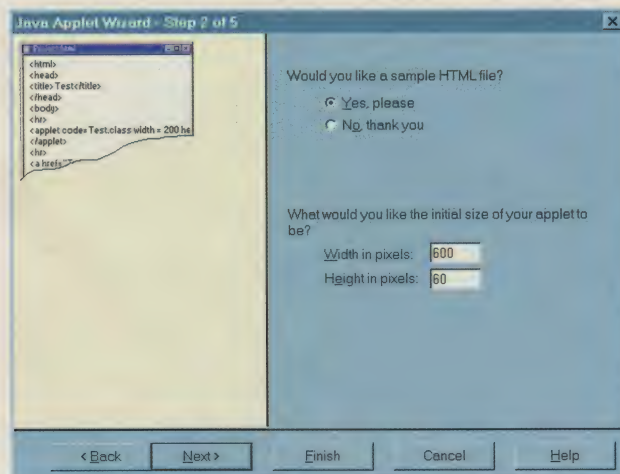 Java Applet Wizard - Step 2 of 5
Project.html
<html>
<head>
<title> Test</title>
</head>
<body>
<hr>
<applet code=Test.class width = 200 he
</applet>
<hr>
<a href="
Would you like a sample HTML file?
Yes, please
No, thank you
What would you like the initial size of your applet to
be?
Width in pixels: 600
Height in pixels: 60
< Back Next > Finish Cancel Help